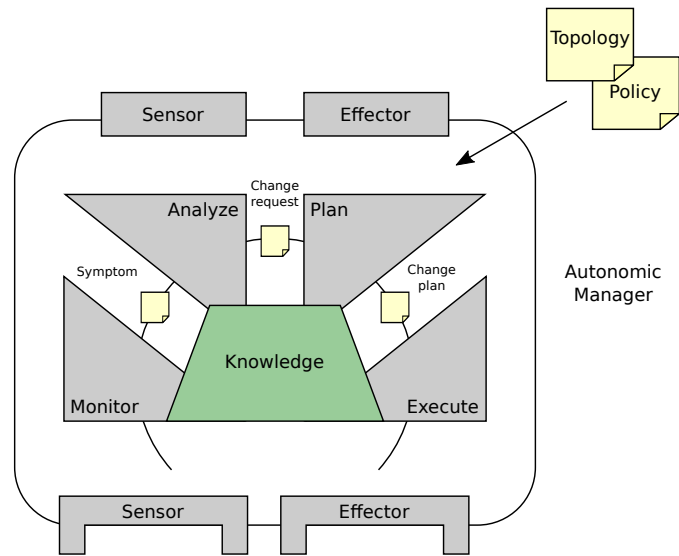 Topology
Policy
Sensor
Effector
Change
request
Analyze
Plan
Symptom
Change
plan
Autonomic
Manager
Knowledge
Monitor
Execute
Sensor
Effector